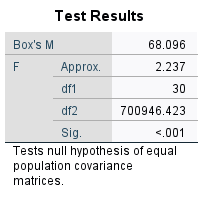 Test Results
Box's M 68.096
F Approx. 2.237
df1 30
df2 700946.423
Sig. <.001
Tests null hypothesis of equal
population covariance
matrices.